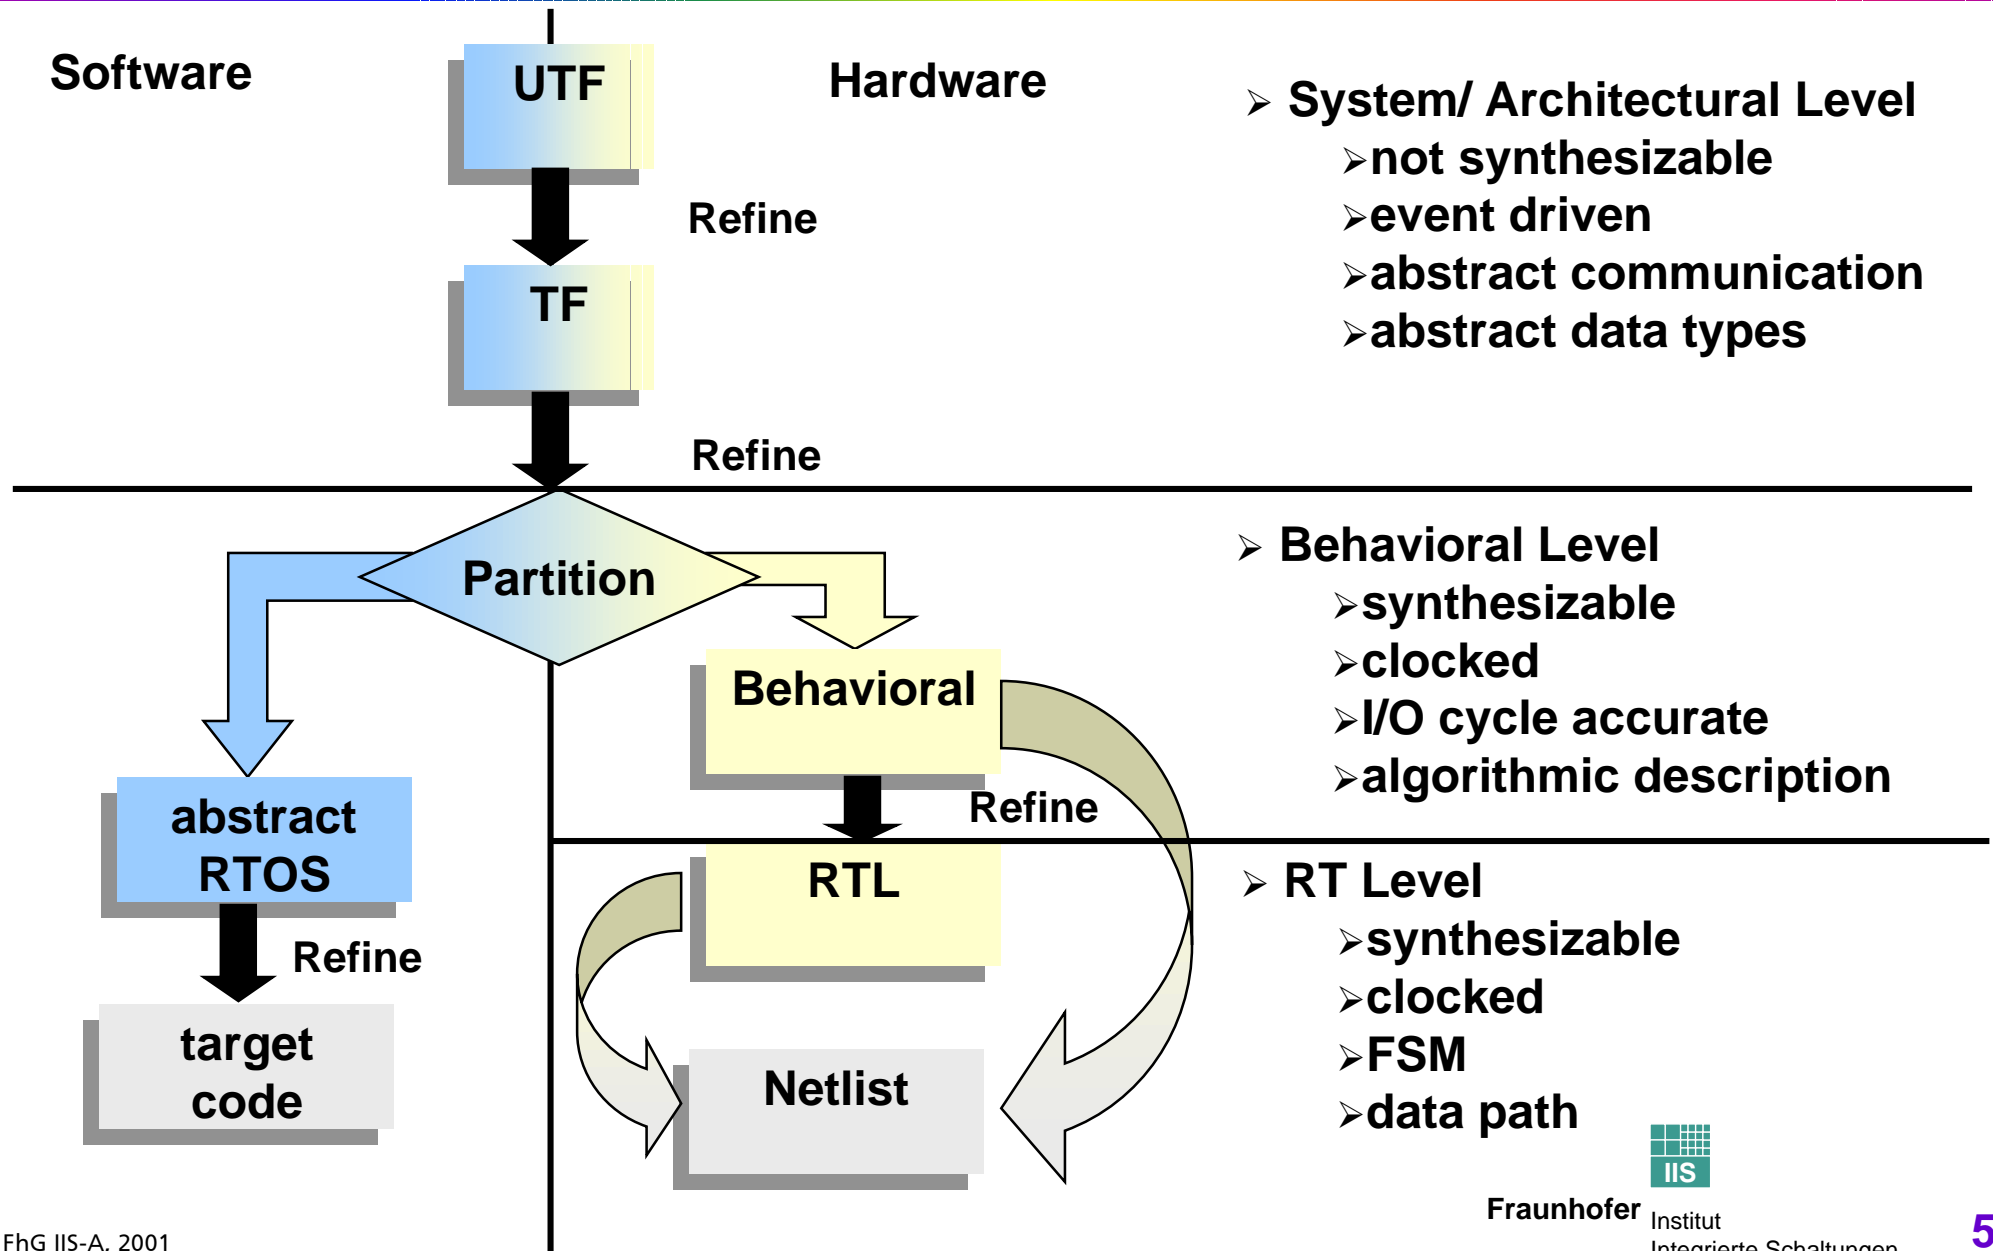 Software
UTF
Hardware
Refine
TF
Refine
➢ System/ Architectural Level
➢not synthesizable
➢event driven
➢abstract communication
➢abstract data types
Partition
Behavioral
Refine
abstract
RTOS
Refine
target
code
RTL
Netlist
➢ Behavioral Level
➢synthesizable
➢clocked
➢I/O cycle accurate
➢algorithmic description
➢ RT Level
➢synthesizable
➢clocked
➢FSM
➢data path
IIS
Fraunhofer
Institut
Integrierte Schaltungen
FhG IIS-A, 2001
5